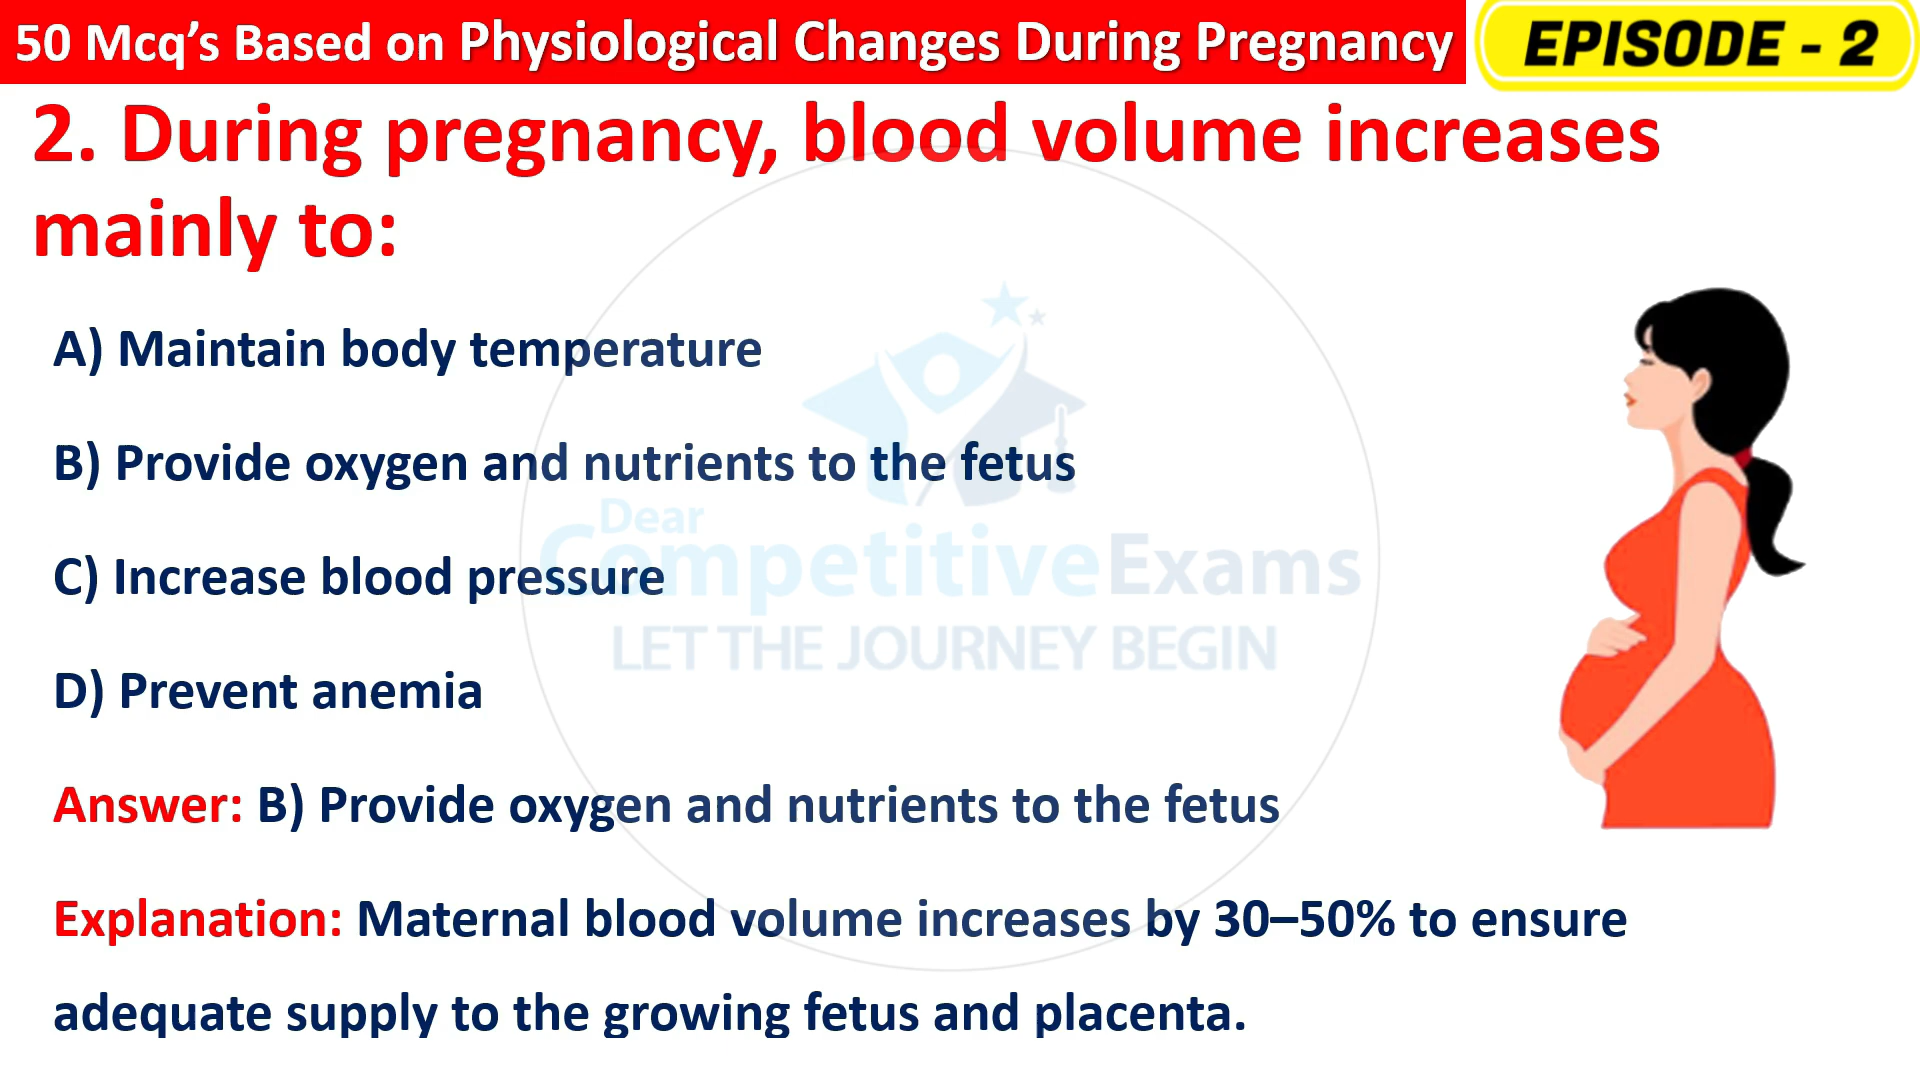 50 Mcq’s Based on Physiological Changes During Pregnancy
EPISODE - 2
2. During pregnancy, blood volume increases
mainly to:
A) Maintain body temperature
B) Provide oxygen and nutrients to the fetus
C) Increase blood pressure
D) Prevent anemia
Answer: B) Provide oxygen and nutrients to the fetus
Explanation: Maternal blood volume increases by 30–50% to ensure
adequate supply to the growing fetus and placenta.
Dear
CompetitiveExams
LET THE JOURNEY BEGIN